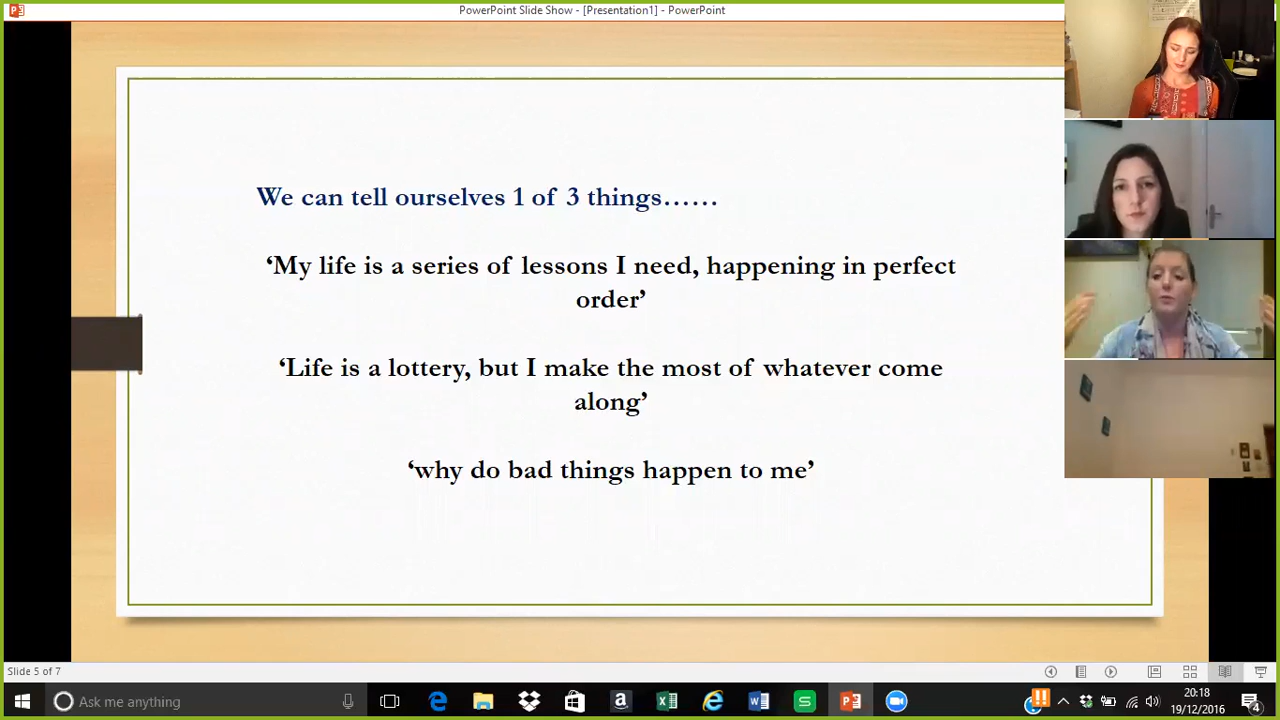 PowerPoint Slide Show - [Presentation1] - PowerPoint
We can tell ourselves 1 of 3 things……
‘My life is a series of lessons I need, happening in perfect
order’
‘Life is a lottery, but I make the most of whatever come
along’
‘why do bad things happen to me’
Slide 5 of 7
Ask me anything
20:18
19/12/2016
4